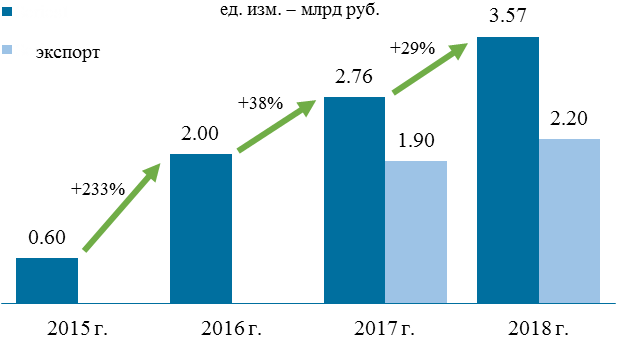 ед. изм. – млрд руб.
экспорт
3.57
+29%
2.76
+38%
2.20
2.00
1.90
+233%
0.60
2015 г.
2016 г.
2017 г.
2018 г.